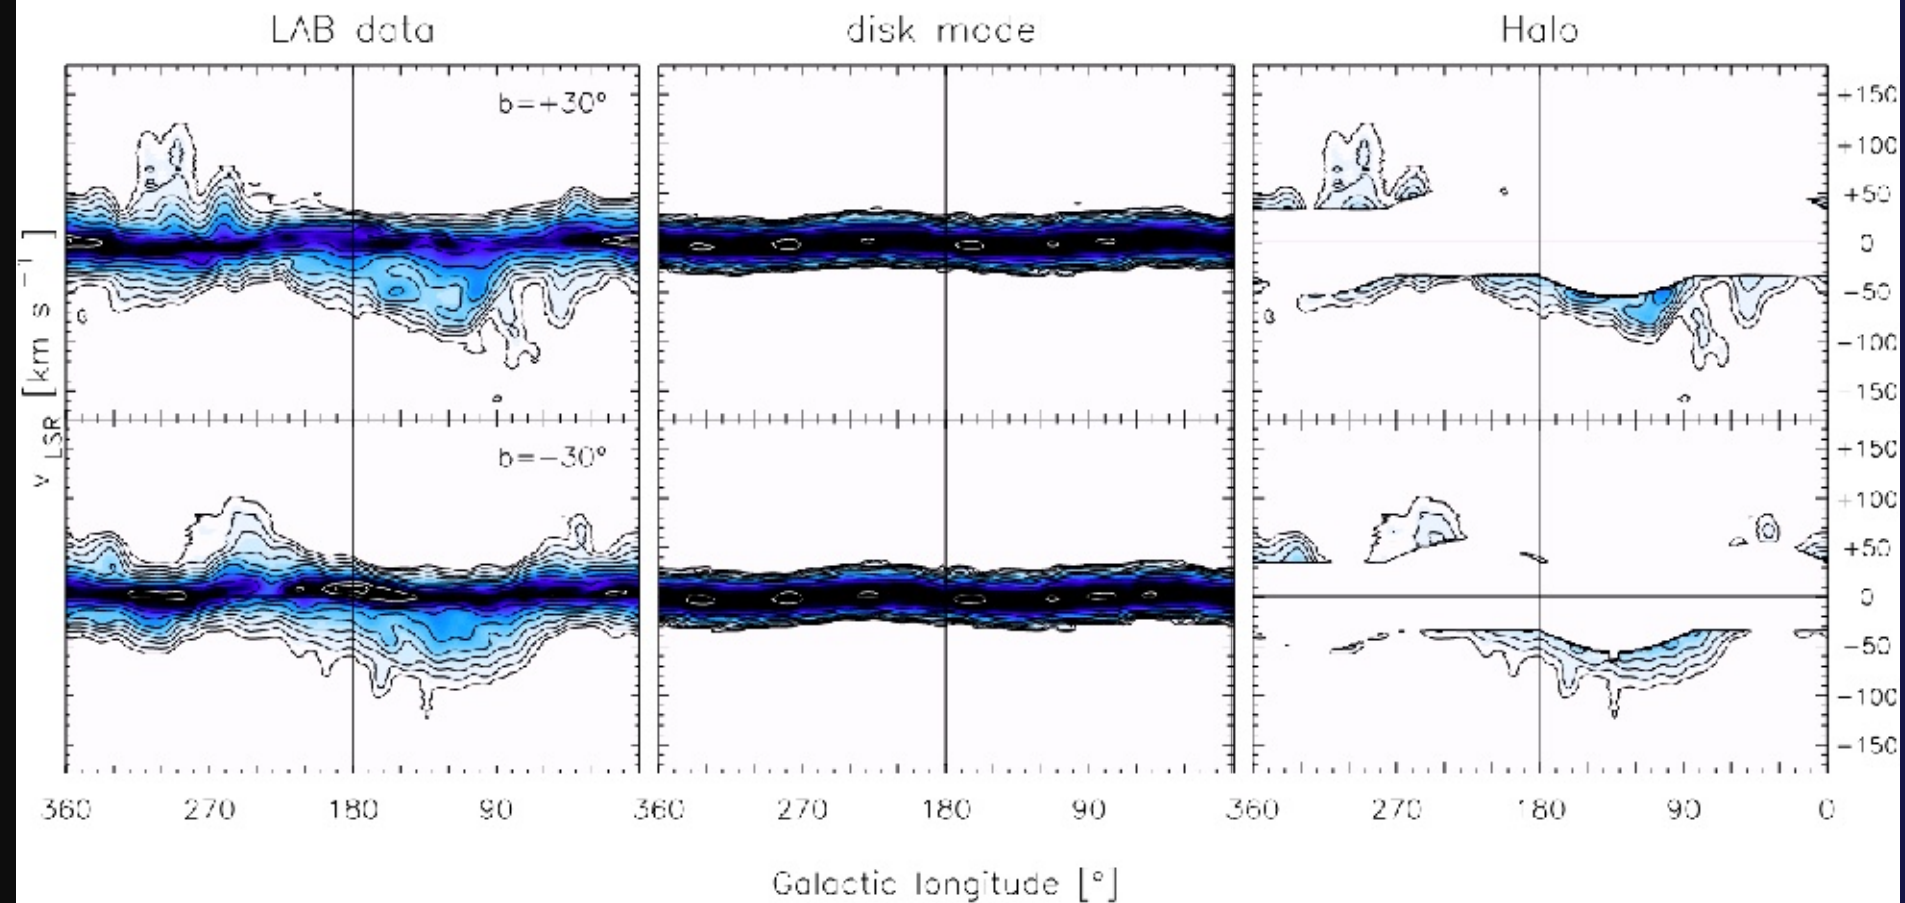 LAB data disk mode Halo
b=+30°
+150
+100
+50
0
−50
−100
−150
v LSR [km s −1]
b=−30°
+150
+100
+50
0
−50
−100
−150
360 270 180 90 360 270 180 90 360 270 180 90 0
Galactic longitude [°]